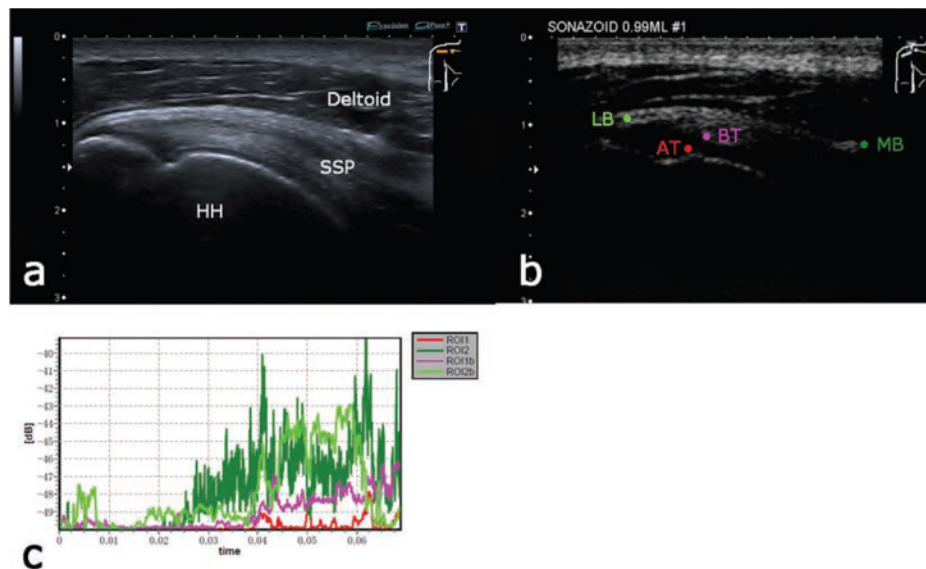 Precision Apure T
0
Deltoid
1
SSP
HH
2
a
3
SONAZOID 0.99ML #1
0
LB
1
BT
AT
MB
2
b
3
ROI1
ROI2
ROI1b
ROI2b
-40
-41
-42
-43
-44
-45
-46
-47
-48
-49
[dB]
0 0.01 0.02 0.03 0.04 0.05 0.06
time
c